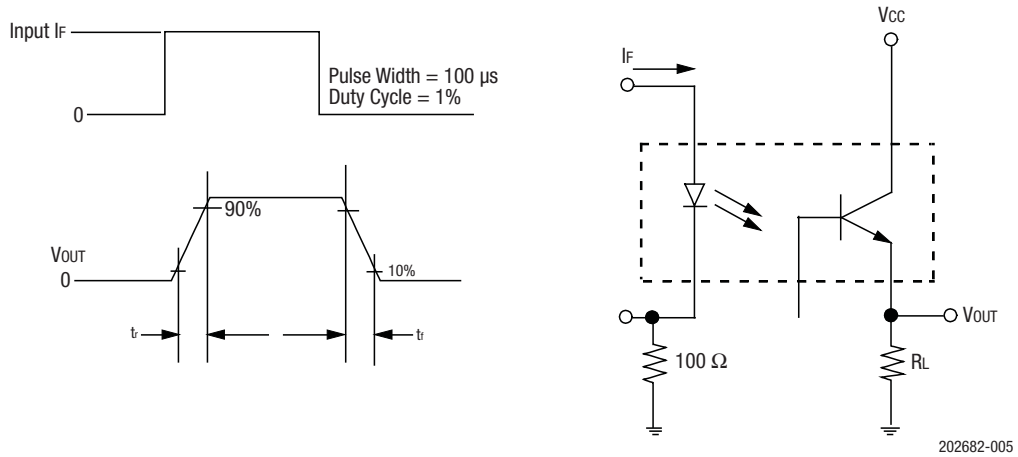 Input IF
0
Pulse Width = 100 µs
Duty Cycle = 1%
90%
VOUT
0
10%
tr
tf
VCC
IF
VOUT
100 Ω
RL
202682-005